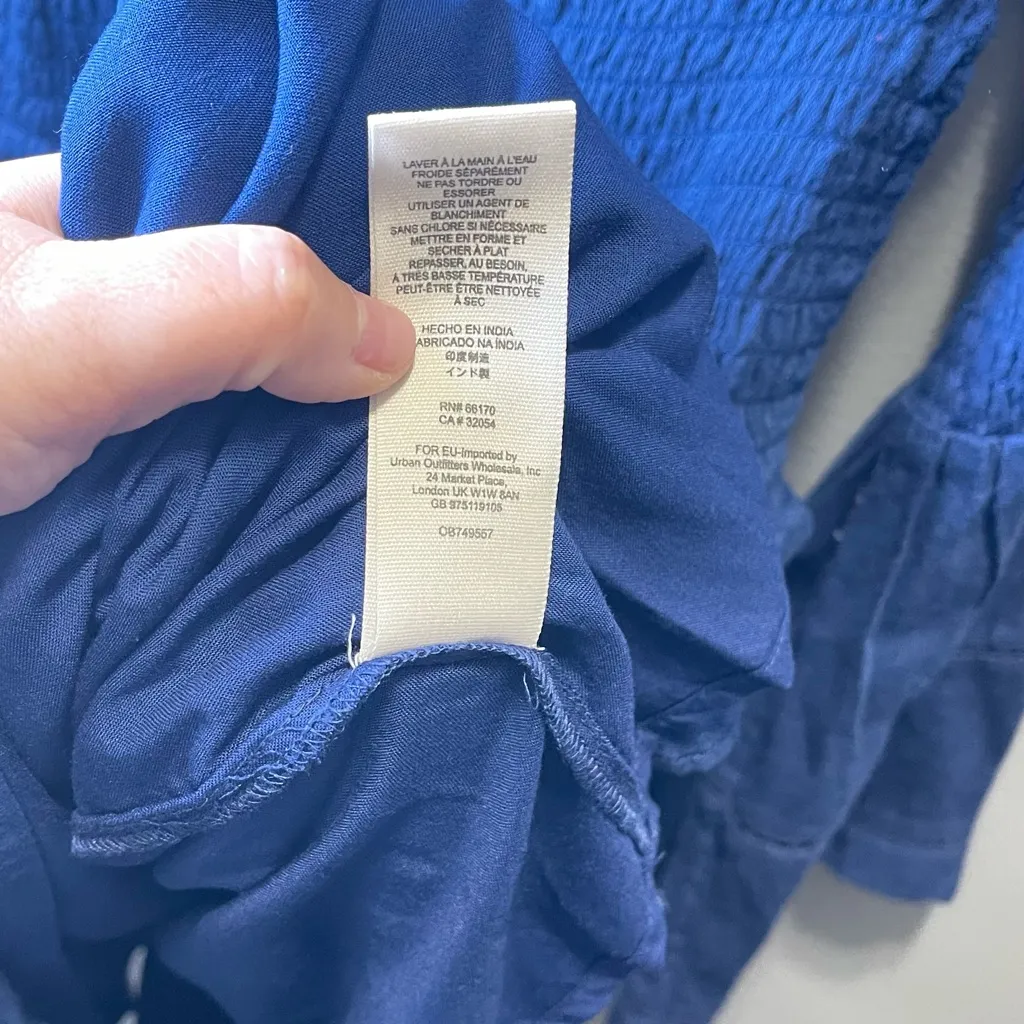 LAVER À LA MAIN À L'EAU
FROIDE SÉPARÉMENT
NE PAS TORDRE OU
ESSORER
UTILISER UN AGENT DE
BLANCHIMENT
SANS CHLORE SI NÉCESSAIRE
METTRE EN FORME ET
SECHER À PLAT
REPASSER, AU BESOIN,
À TRES BASSE TEMPÉRATURE
PEUT-ÊTRE ÊTRE NETTOYÉE
À SEC
HECHO EN INDIA
ABRICADO NA ÍNDIA
印度制造
インド製
RN# 66170
CA# 32054
FOR EU-Imported by
Urban Outfitters Wholesale, Inc
24 Market Place,
London UK W1W 8AN
GB 975119105
OB749557